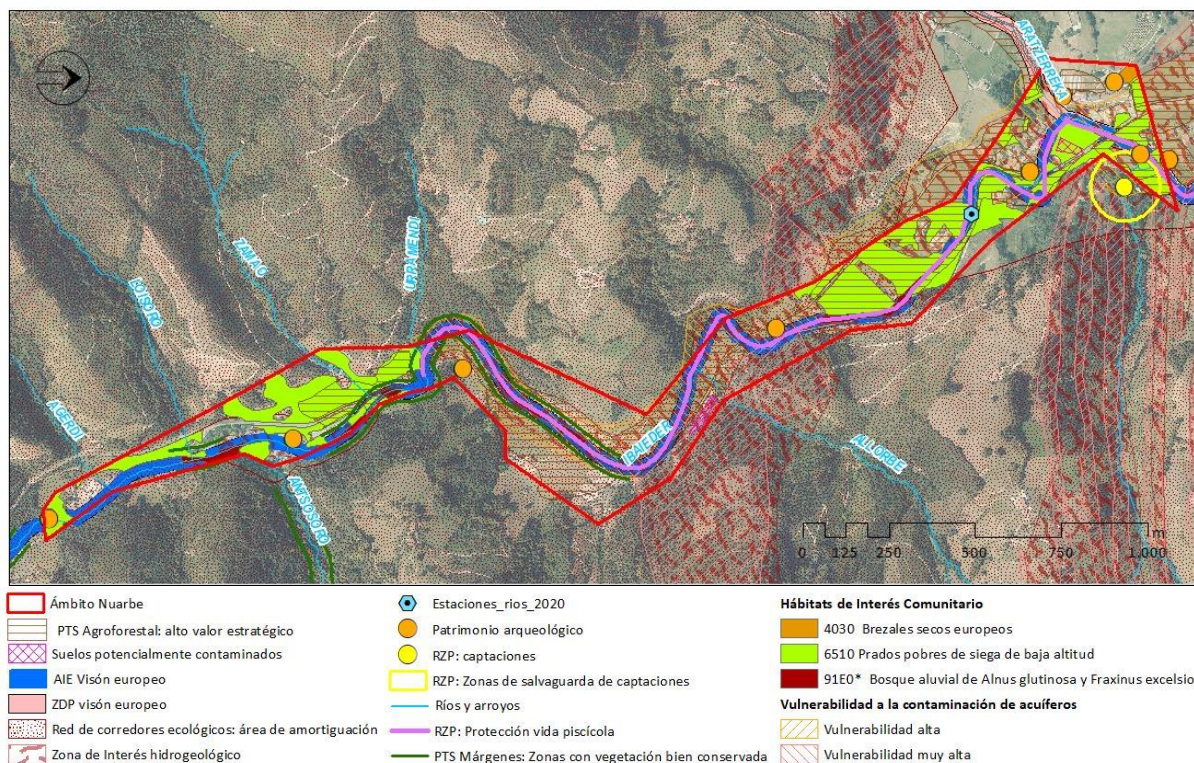 ARATZERREKA
URRAMENDI
ZANIAO
BOISORO
AGERDI
ANTSOSORO
IBAIEDER
ALLORBE
0 125 250 500 750 1.000
m
Ámbito Nuarbe
PTS Agroforestal: alto valor estratégico
Suelos potencialmente contaminados
AIE Visón europeo
ZDP visón europeo
Red de corredores ecológicos: área de amortiguación
Zona de Interés hidrogeológico
Estaciones_rios_2020
Patrimonio arqueológico
RZP: captaciones
RZP: Zonas de salvaguarda de captaciones
Ríos y arroyos
RZP: Protección vida piscícola
PTS Márgenes: Zonas con vegetación bien conservada
Hábitats de Interés Comunitario
4030 Brezales secos europeos
6510 Prados pobres de siega de baja altitud
91E0* Bosque aluvial de Alnus glutinosa y Fraxinus excelsio
Vulnerabilidad a la contaminación de acuíferos
Vulnerabilidad alta
Vulnerabilidad muy alta